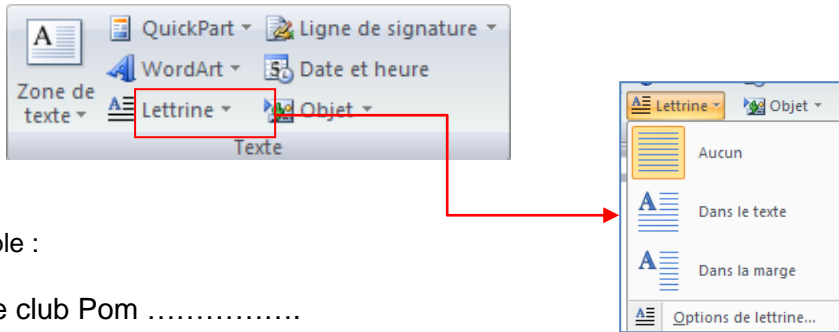 QuickPart
Ligne de signature
WordArt
Date et heure
Zone de texte
Lettrine
Objet
Texte
Lettrine
Objet
Aucun
Dans le texte
Dans la marge
Options de lettrine...
ole :
e club Pom …………….